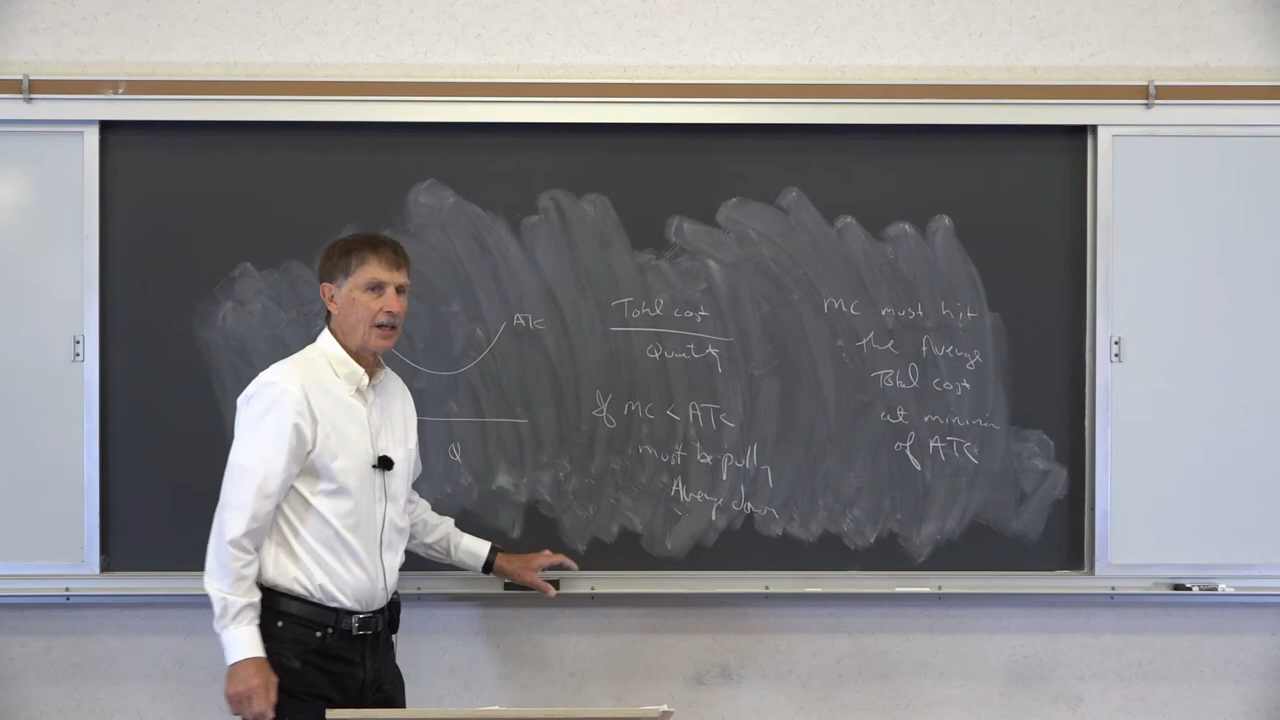 ATC
Q
Total cost
Quantity
If MC < ATC
must be pully
Average down
MC must hit
the Average
Total cost
at minimum
of ATC